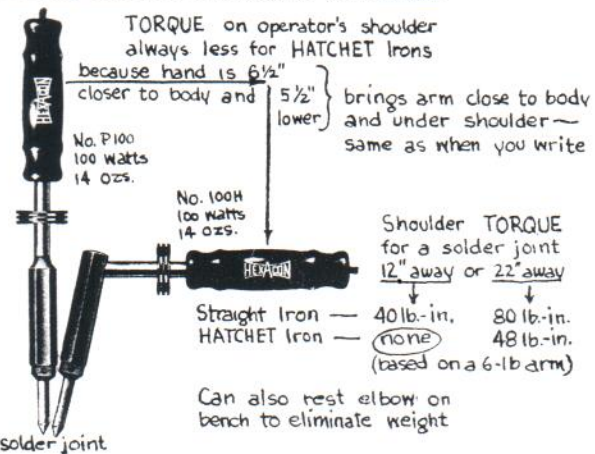 TORQUE on operator's shoulder
always less for HATCHET Irons
because hand is 6½"
closer to body and
5½"
lower
brings arm close to body
and under shoulder —
same as when you write
HEXACON
No. P100
100 watts
14 ozs.
No. 100H
100 watts
14 ozs.
HEXACON
Shoulder TORQUE
for a solder joint
12" away or 22" away
Straight Iron — 40 lb.-in. 80 lb.-in.
HATCHET Iron — none 48 lb.-in.
(based on a 6-lb arm)
Can also rest elbow on
bench to eliminate weight
solder joint